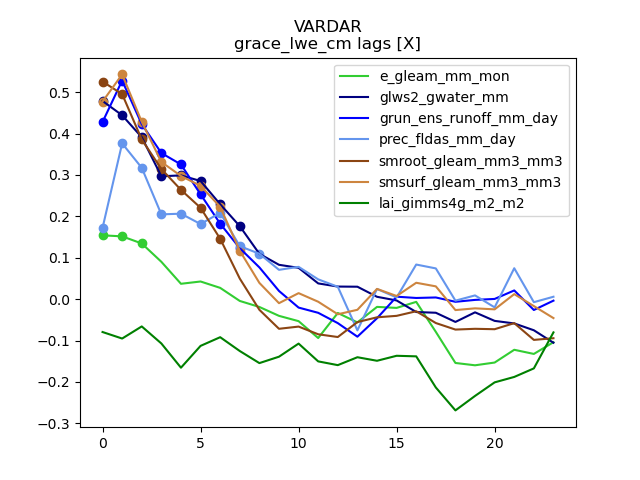 VARDAR
grace_lwe_cm lags [X]
e_gleam_mm_mon
glws2_gwater_mm
grun_ens_runoff_mm_day
prec_fldas_mm_day
smroot_gleam_mm3_mm3
smsurf_gleam_mm3_mm3
lai_gimms4g_m2_m2
0.5
0.4
0.3
0.2
0.1
0.0
−0.1
−0.2
−0.3
0 5 10 15 20